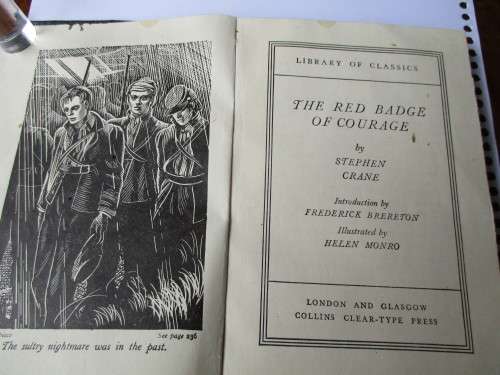 See page 236
The sultry nightmare was in the past.
LIBRARY OF CLASSICS
THE RED BADGE
OF COURAGE
by
STEPHEN
CRANE
Introduction by
FREDERICK BRERETON
Illustrated by
HELEN MONRO
LONDON AND GLASGOW
COLLINS CLEAR-TYPE PRESS